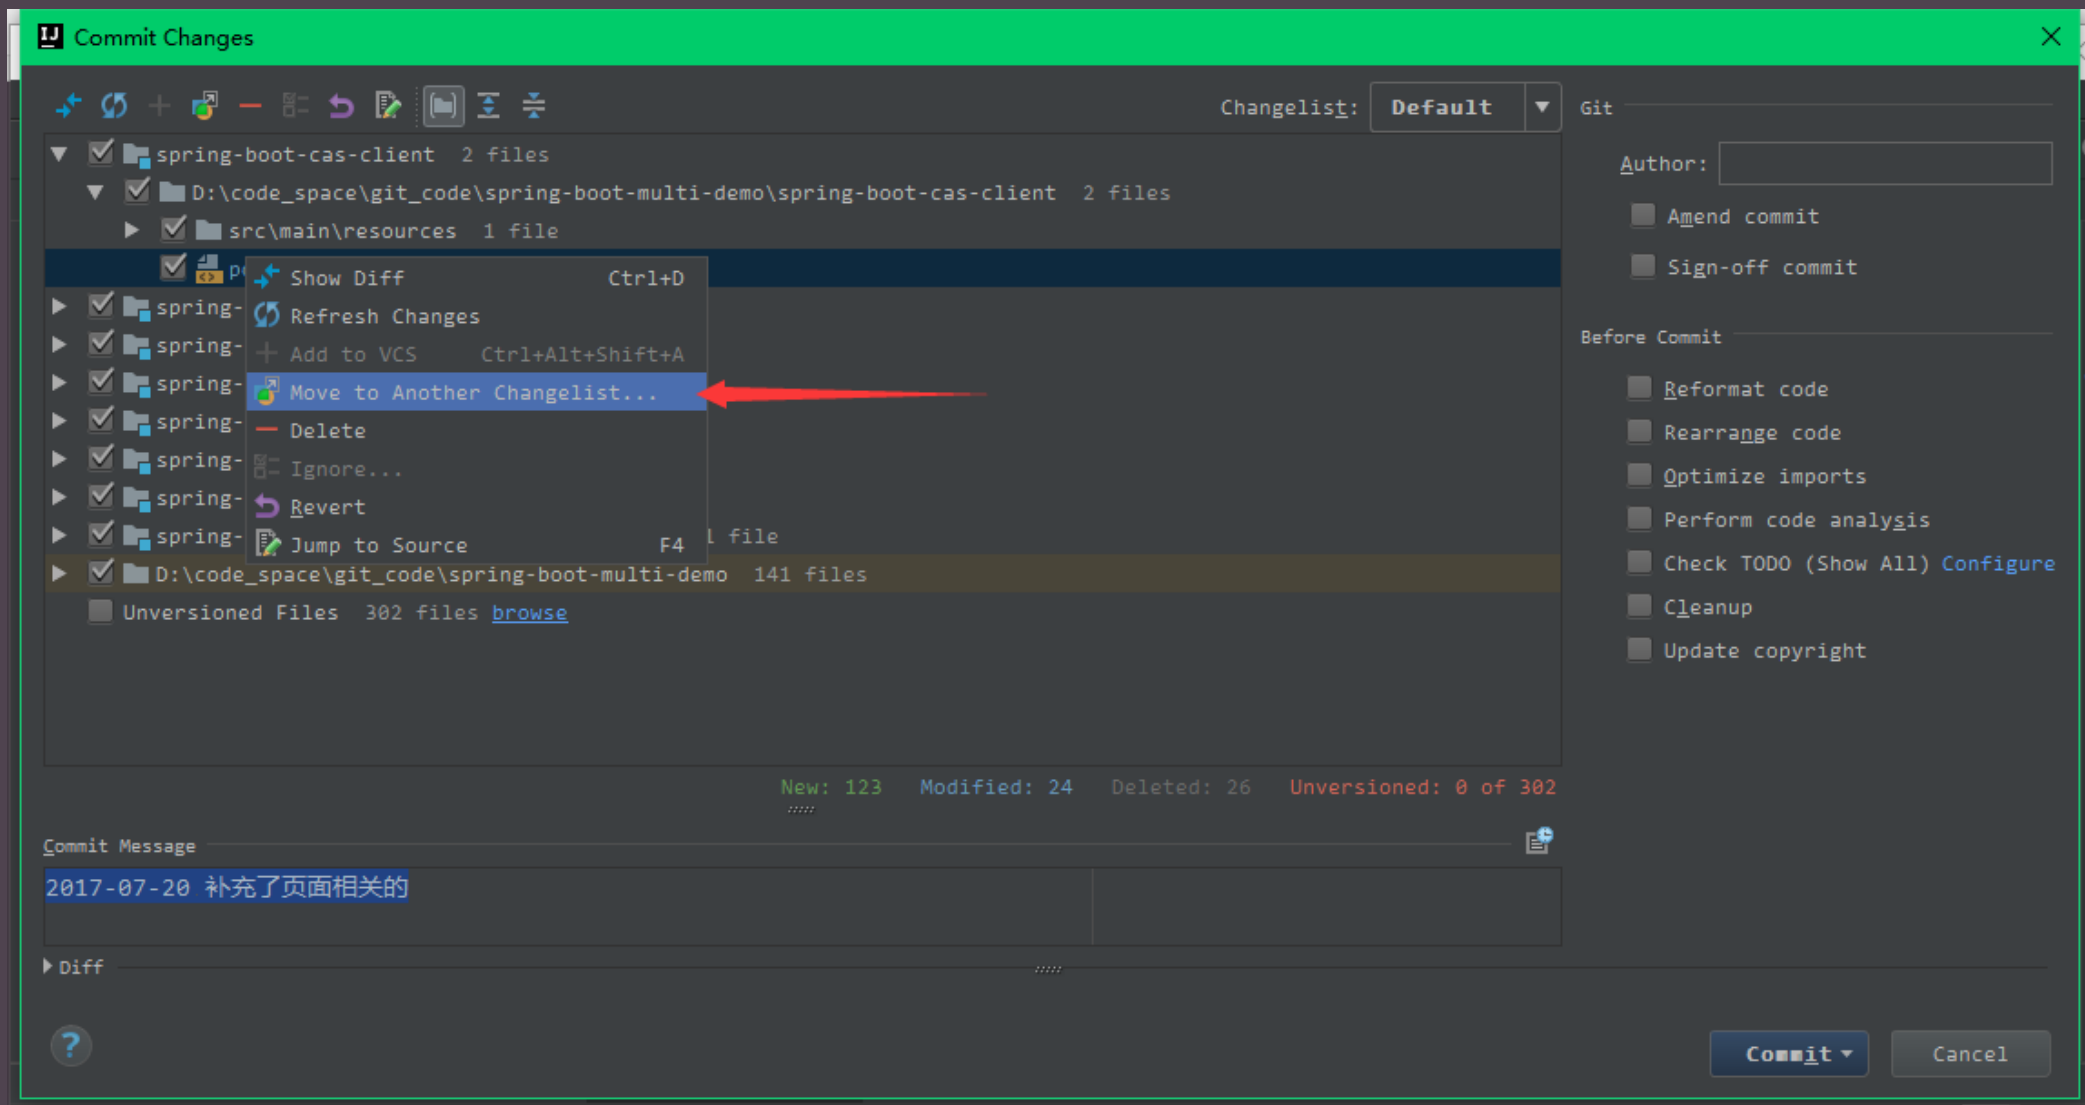 Commit Changes
Changelist: Default
spring-boot-cas-client 2 files
D:\code_space\git_code\spring-boot-multi-demo\spring-boot-cas-client 2 files
src\main\resources 1 file
Show Diff Ctrl+D
spring-
Refresh Changes
spring-
Add to VCS Ctrl+Alt+Shift+A
spring-
Move to Another Changelist...
spring-
Delete
spring-
Ignore...
spring-
Revert
spring- 1 file
Jump to Source F4
D:\code_space\git_code\spring-boot-multi-demo 141 files
Unversioned Files 302 files browse
New: 123 Modified: 24 Deleted: 26 Unversioned: 0 of 302
Commit Message
2017-07-20 补充了页面相关的
Diff
Git
Author:
Amend commit
Sign-off commit
Before Commit
Reformat code
Rearrange code
Optimize imports
Perform code analysis
Check TODO (Show All) Configure
Cleanup
Update copyright
?
Commit
Cancel